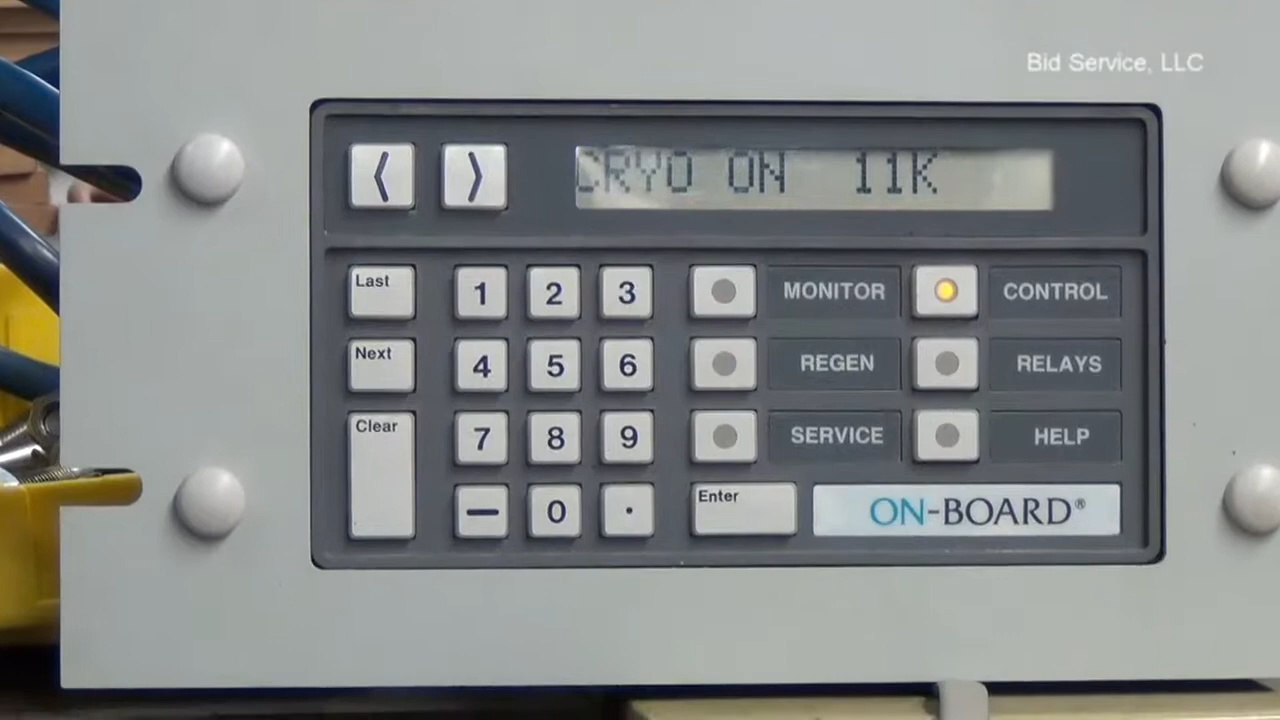 Bid Service, LLC
< > CRYO ON 11K
Last 1 2 3 MONITOR CONTROL
Next 4 5 6 REGEN RELAYS
Clear 7 8 9 SERVICE HELP
- 0 . Enter ON-BOARD®